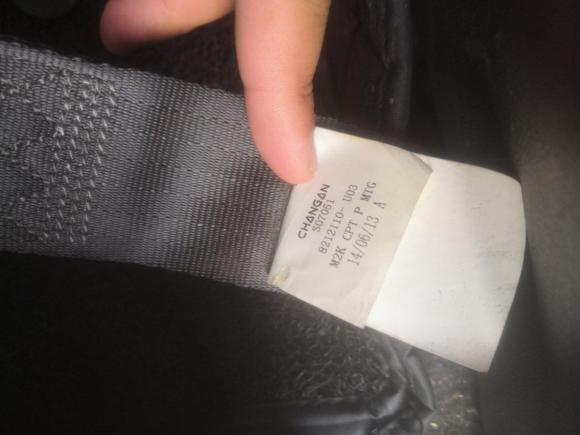 CHANGAN
S07051
8212110- U03
M2K CPT P MTG
14/06/13 A